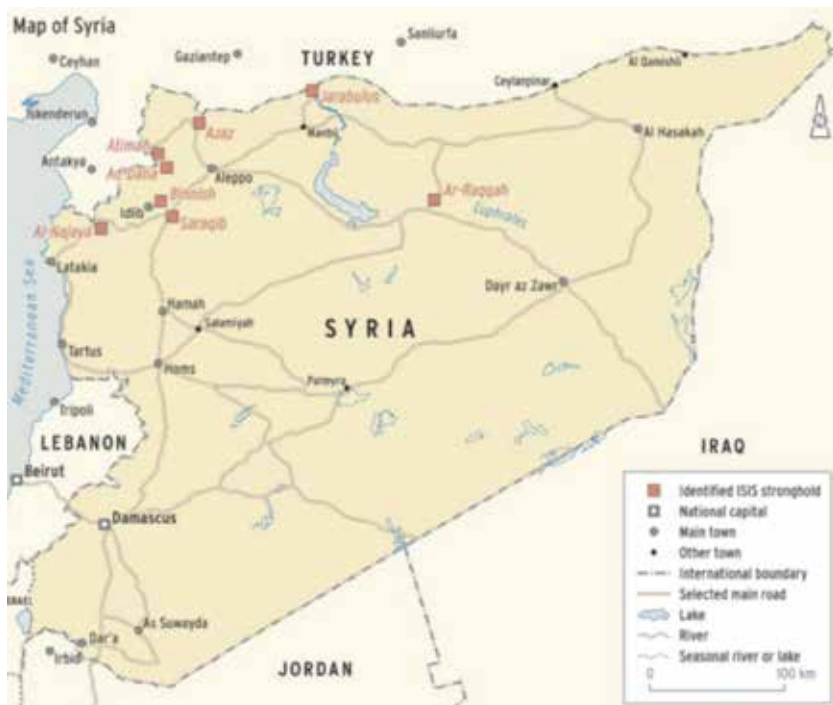 Map of Syria
Ceyhan
Gaziantep
Sanliurfa
TURKEY
Al Qamishli
Ceylanpinar
Jarabulus
Iskenderun
Azaz
Manbij
Al Hasakah
Atimah
Antakya
Ad-Dana
Aleppo
Binnish
Idlib
Ar-Raqqah
Saraqib
Euphrates
Al-Najeya
Latakia
Dayr az Zawr
Hamah
Salamiyah
SYRIA
Mediterranean Sea
Tartus
Homs
Palmyra
Tripoli
LEBANON
IRAQ
Beirut
Damascus
ISRAEL
As Suwayda
Dar'a
Irbid
JORDAN
Identified ISIS stronghold
National capital
Main town
Other town
International boundary
Selected main road
Lake
River
Seasonal river or lake
0 100 km